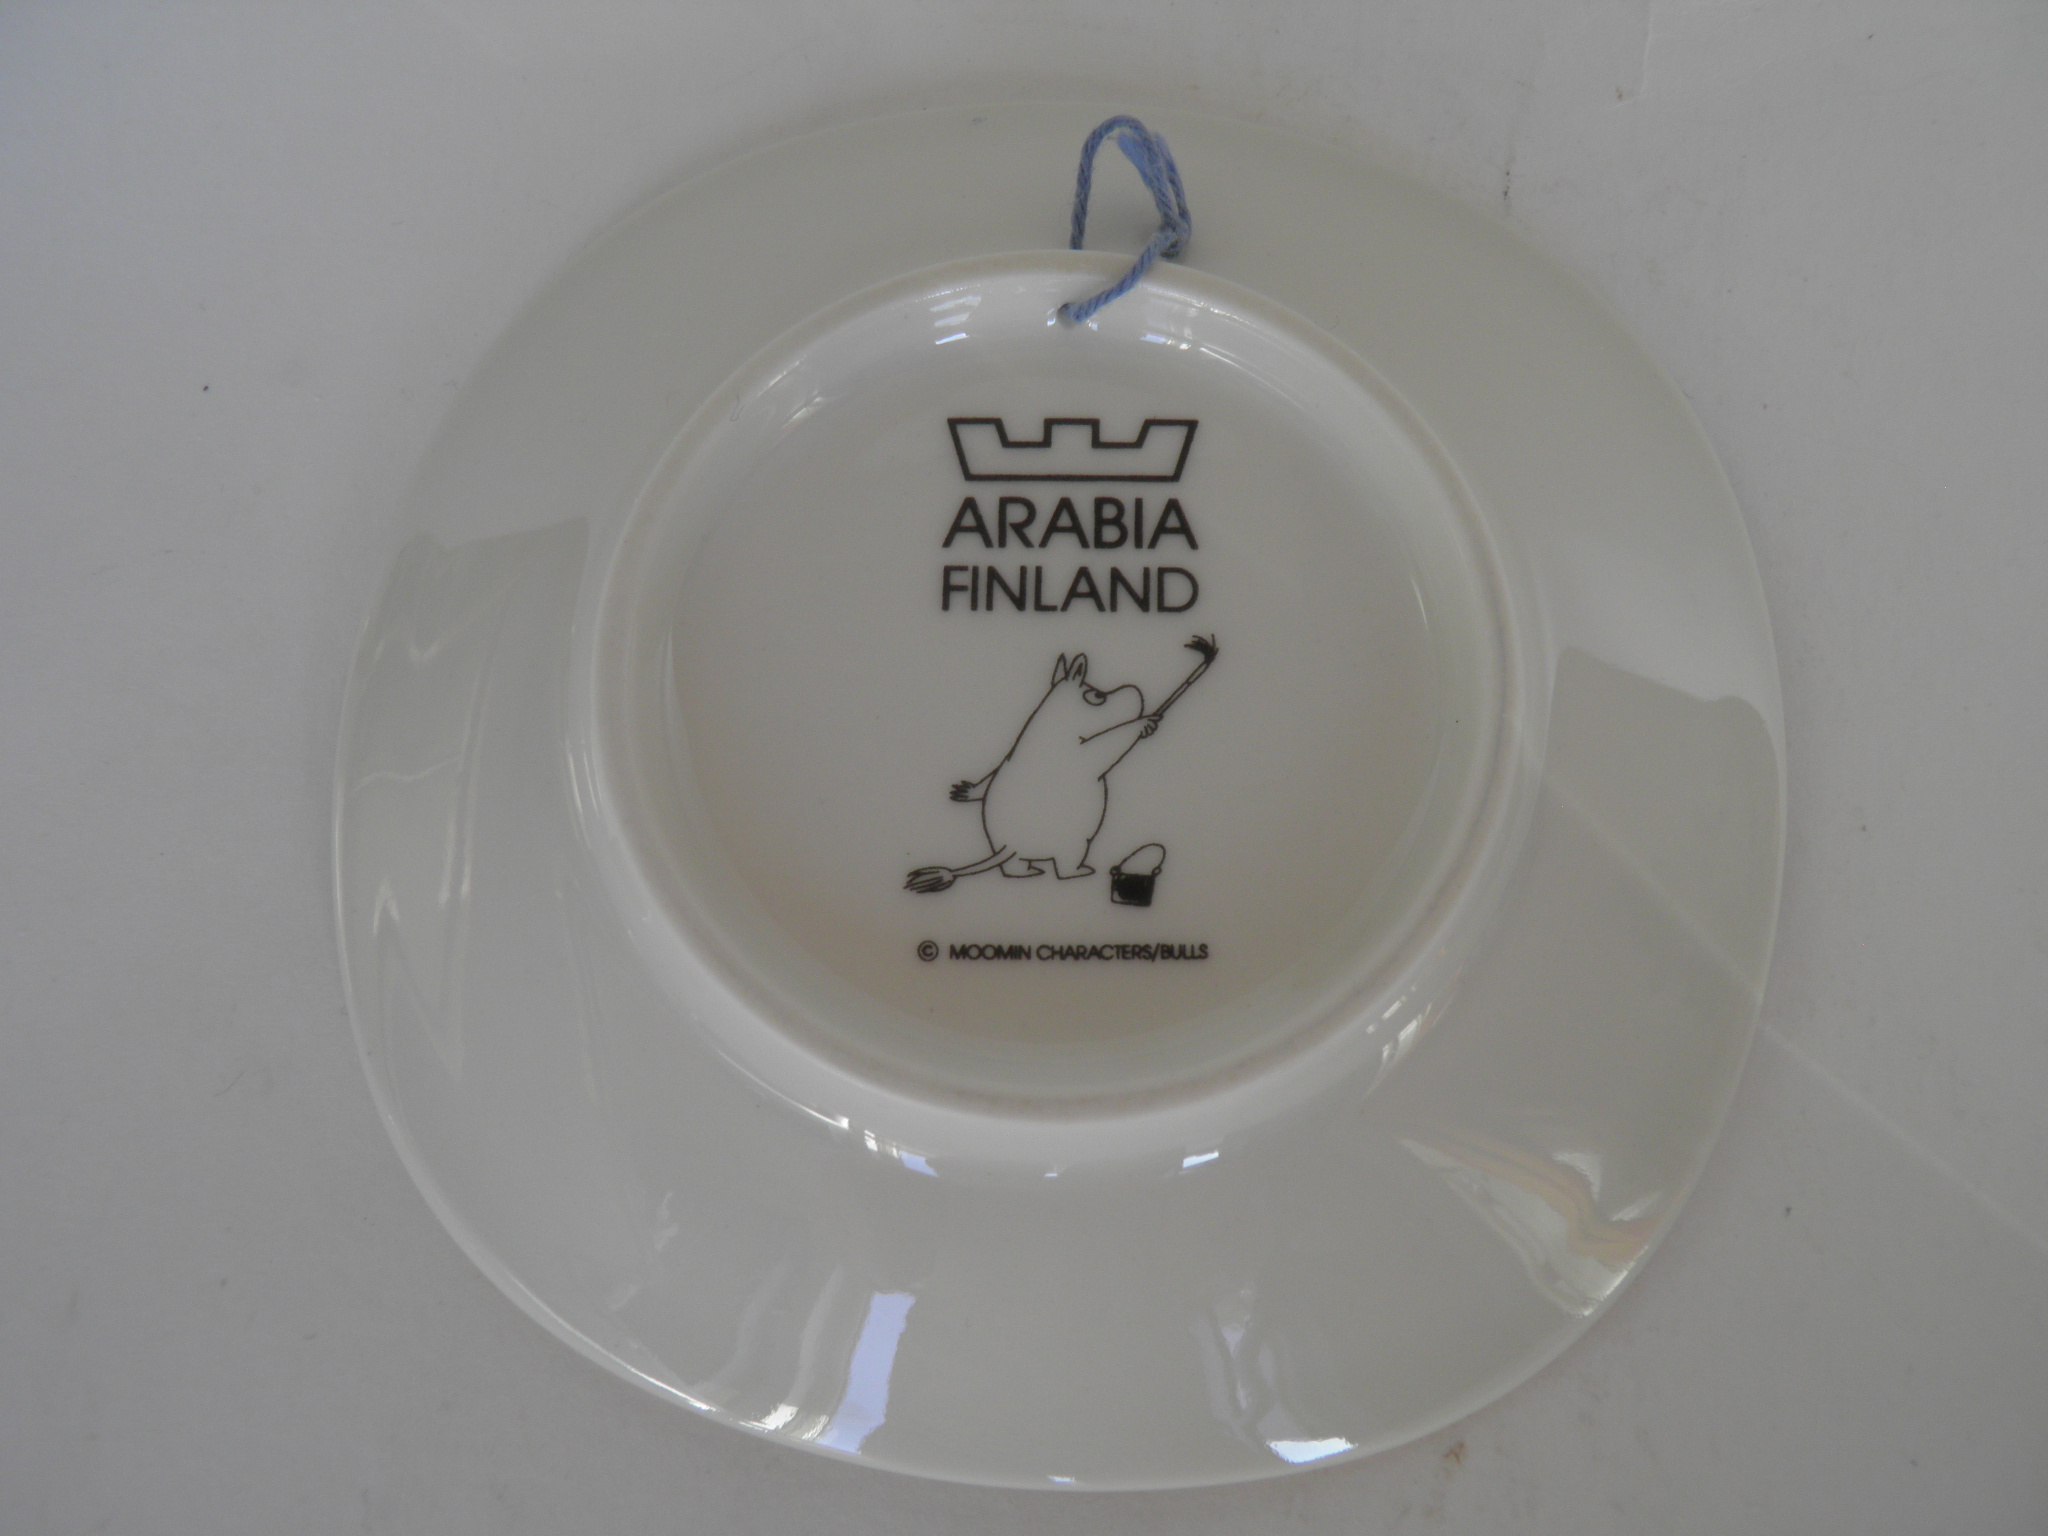 ARABIA
FINLAND
© MOOMIN CHARACTERS/BULLS